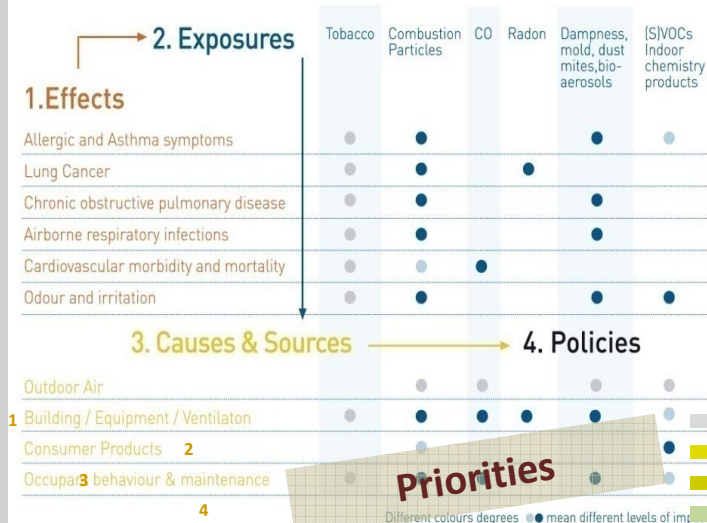 2. Exposures
Tobacco
Combustion
Particles
CO
Radon
Dampness,
mold, dust
mites,bio-
aerosols
(S)VOCs
Indoor
chemistry
products
1.Effects
Allergic and Asthma symptoms
Lung Cancer
Chronic obstructive pulmonary disease
Airborne respiratory infections
Cardiovascular morbidity and mortality
Odour and irritation
3. Causes & Sources
4. Policies
Outdoor Air
1 Building / Equipment / Ventilaton
Consumer Products 2
Occupan 3 behaviour & maintenance
4
Priorities
Different colours degrees mean different levels of